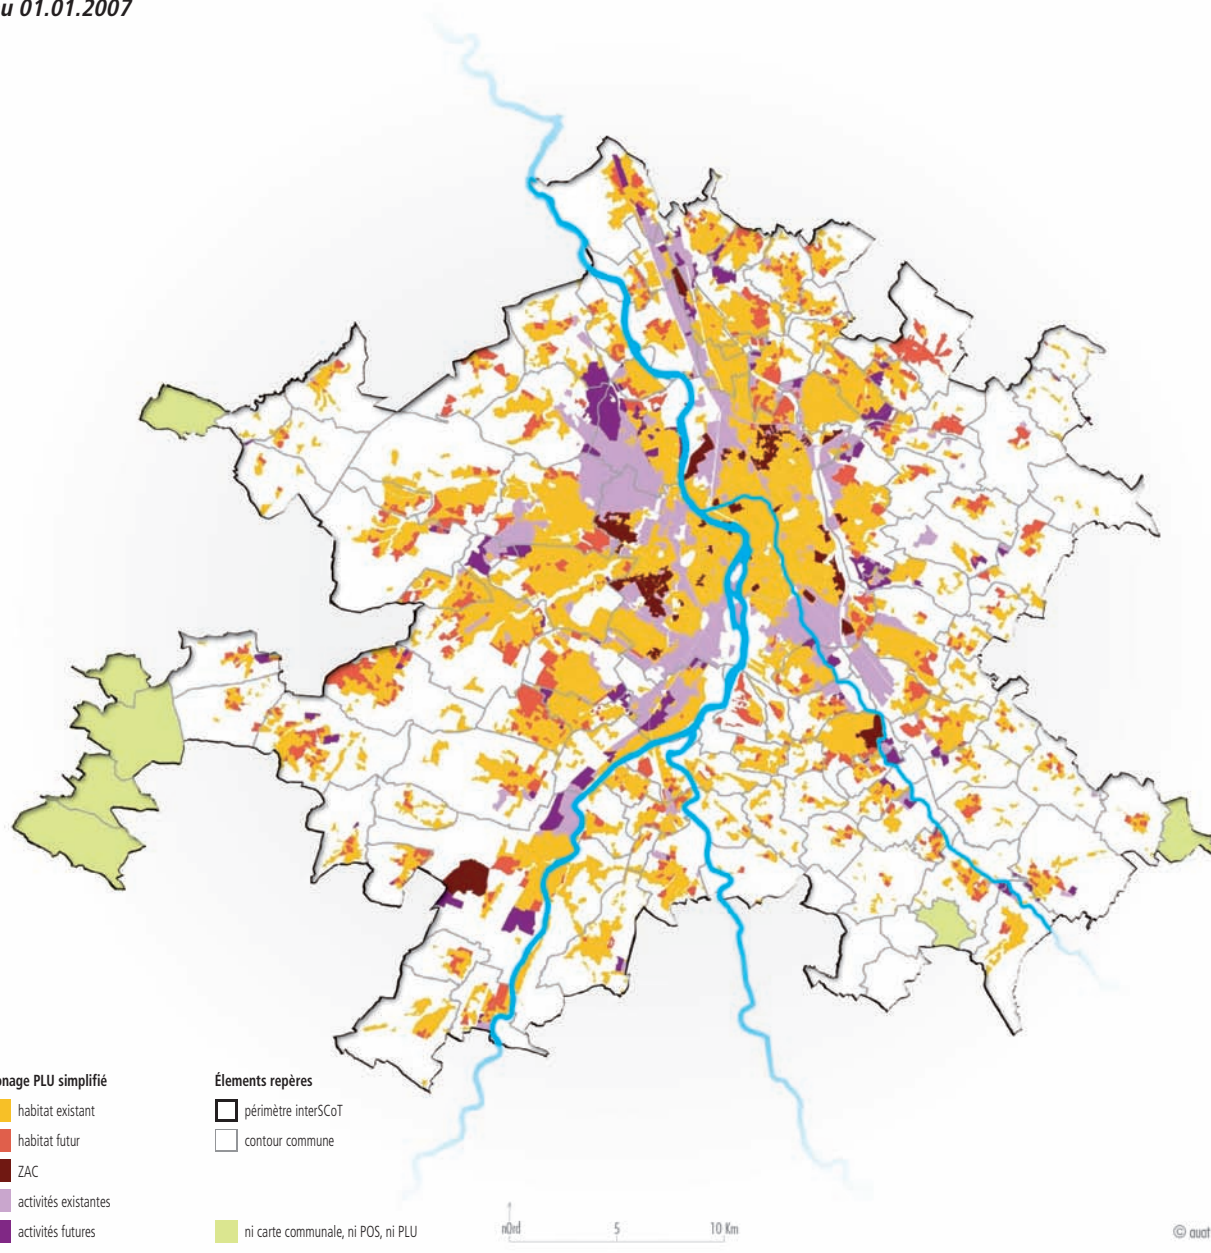 u 01.01.2007
onage PLU simplifié
habitat existant
habitat futur
ZAC
activités existantes
activités futures
Élements repères
périmètre interSCoT
contour commune
ni carte communale, ni POS, ni PLU
nOrd 5 10 Km
© auat